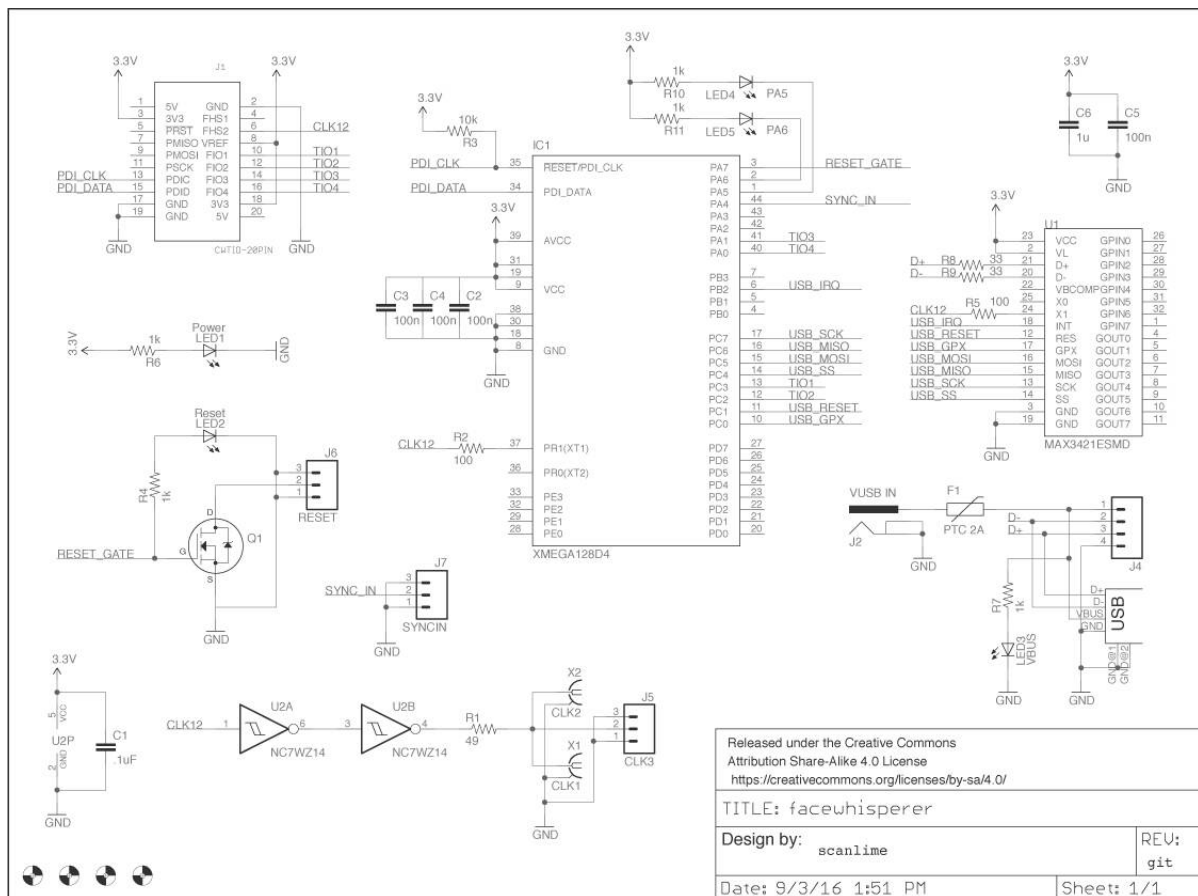 3.3V
J1
1 5V GND 2
3 3V3 FHS1 4
5 PRST FHS2 6 CLK12
7 PMISO VREF 8
9 PMOSI FIO1 10 TIO1
11 PSCK FIO2 12 TIO2
PDI_CLK 13 PDIC FIO3 14 TIO3
PDI_DATA 15 PDID FIO4 16 TIO4
17 GND 3V3 18
19 GND 5V 20
GND
CWTIO-20PIN
GND
3.3V
3.3V
10k
R3
3.3V
1k
R10
LED4
PA5
1k
R11
LED5
PA6
IC1
PDI_CLK 35 RESET/PDI_CLK
PDI_DATA 34 PDI_DATA
3.3V
39 AVCC
31
19
9 VCC
38
30
18
8 GND
C3
100n
C4
100n
C2
100n
GND
CLK12
R2
100
37 PR1(XT1)
36 PR0(XT2)
33 PE3
32 PE2
29 PE1
28 PE0
PA7 3 RESET_GATE
PA6 2
PA5 1
PA4 44 SYNC_IN
PA3 43
PA2 42
PA1 41 TIO3
PA0 40 TIO4
PB3 7
PB2 6 USB_IRQ
PB1 5
PB0 4
PC7 17 USB_SCK
PC6 16 USB_MISO
PC5 15 USB_MOSI
PC4 14 USB_SS
PC3 13 TIO1
PC2 12 TIO2
PC1 11 USB_RESET
PC0 10 USB_GPX
PD7 27
PD6 26
PD5 25
PD4 24
PD3 23
PD2 22
PD1 21
PD0 20
XMEGA128D4
3.3V
C6
1u
C5
100n
GND
3.3V
U1
23 VCC GPIN0 26
2 VL GPIN1 27
D+ R8 33 21 D+ GPIN2 28
D- R9 33 20 D- GPIN3 29
22 VBCOMP GPIN4 30
25 X0 GPIN5 31
CLK12 R5 100 24 X1 GPIN6 32
USB_IRQ 18 INT GPIN7 1
USB_RESET 12 RES GOUT0 4
USB_GPX 17 GPX GOUT1 5
USB_MOSI 16 MOSI GOUT2 6
USB_MISO 15 MISO GOUT3 7
USB_SCK 13 SCK GOUT4 8
USB_SS 14 SS GOUT5 9
3 GND GOUT6 10
19 GND GOUT7 11
GND
MAX3421ESMD
3.3V
1k
R6
Power
LED1
GND
Reset
LED2
R4
1k
D
G
S
Q1
RESET_GATE
GND
J6
3
2
1
RESET
J7
3
SYNC_IN 2
1
SYNCIN
GND
VUSB IN
J2
GND
F1
PTC 2A
1
D- 2
D+ 3
4
J4
R7
1k
LED3
VBUS
GND
D+
D-
VBUS
GND
USB
GND@1
GND@2
GND
3.3V
5 VCC
U2P
2 GND
C1
.1uF
GND
CLK12 1
U2A
6
NC7WZ14
3
U2B
4
NC7WZ14
R1
49
X2
CLK2
X1
CLK1
J5
3
2
1
CLK3
GND
Released under the Creative Commons
Attribution Share-Alike 4.0 License
https://creativecommons.org/licenses/by-sa/4.0/
TITLE: facewhisperer
Design by: scanlime
REV:
git
Date: 9/3/16 1:51 PM
Sheet: 1/1